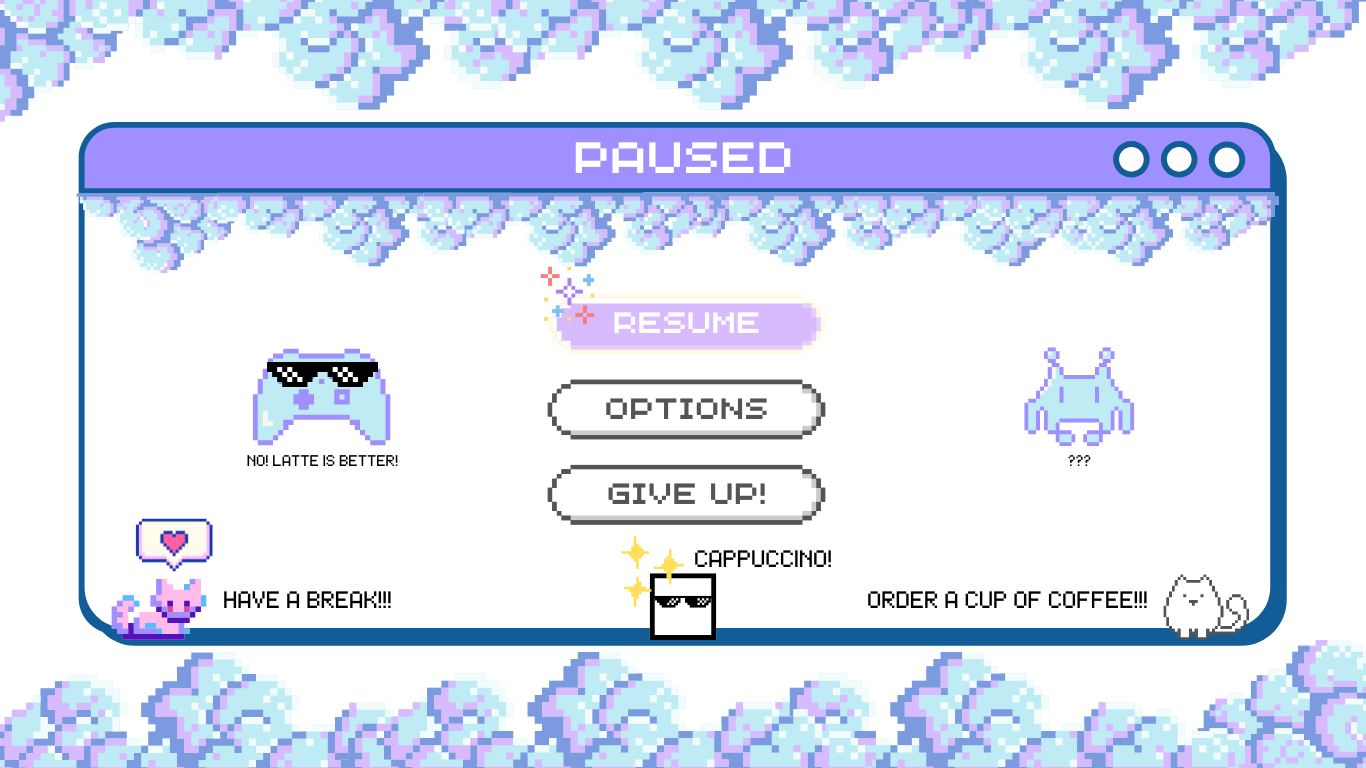 PAUSED
RESUME
OPTIONS
NO! LATTE IS BETTER!
???
GIVE UP!
CAPPUCCINO!
HAVE A BREAK!!!
ORDER A CUP OF COFFEE!!!